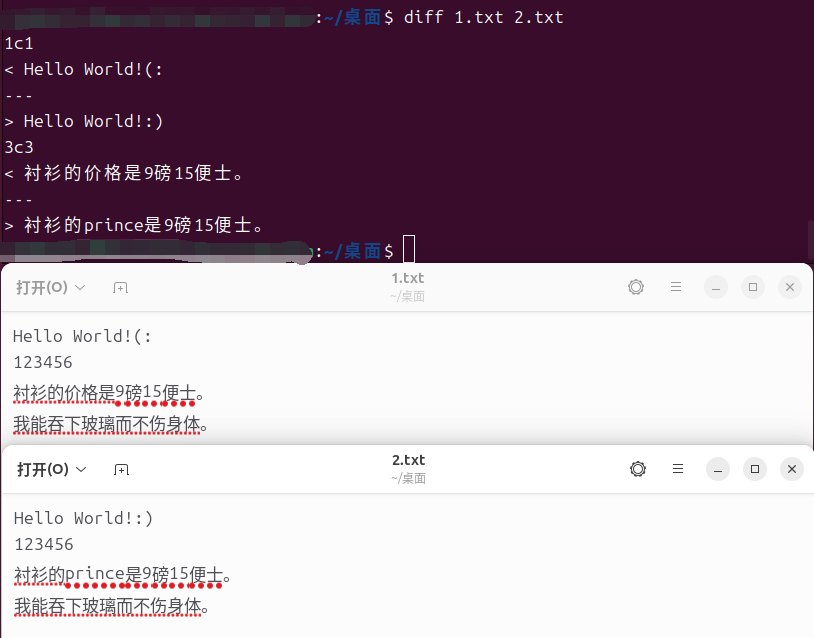 :~/桌面$ diff 1.txt 2.txt
1c1
< Hello World!(:
---
> Hello World!:)
3c3
< 衬衫的价格是9磅15便士。
---
> 衬衫的prince是9磅15便士。
:~/桌面$
打开(O)
1.txt
~/桌面
Hello World!(:
123456
衬衫的价格是9磅15便士。
我能吞下玻璃而不伤身体。
打开(O)
2.txt
~/桌面
Hello World!:)
123456
衬衫的prince是9磅15便士。
我能吞下玻璃而不伤身体。